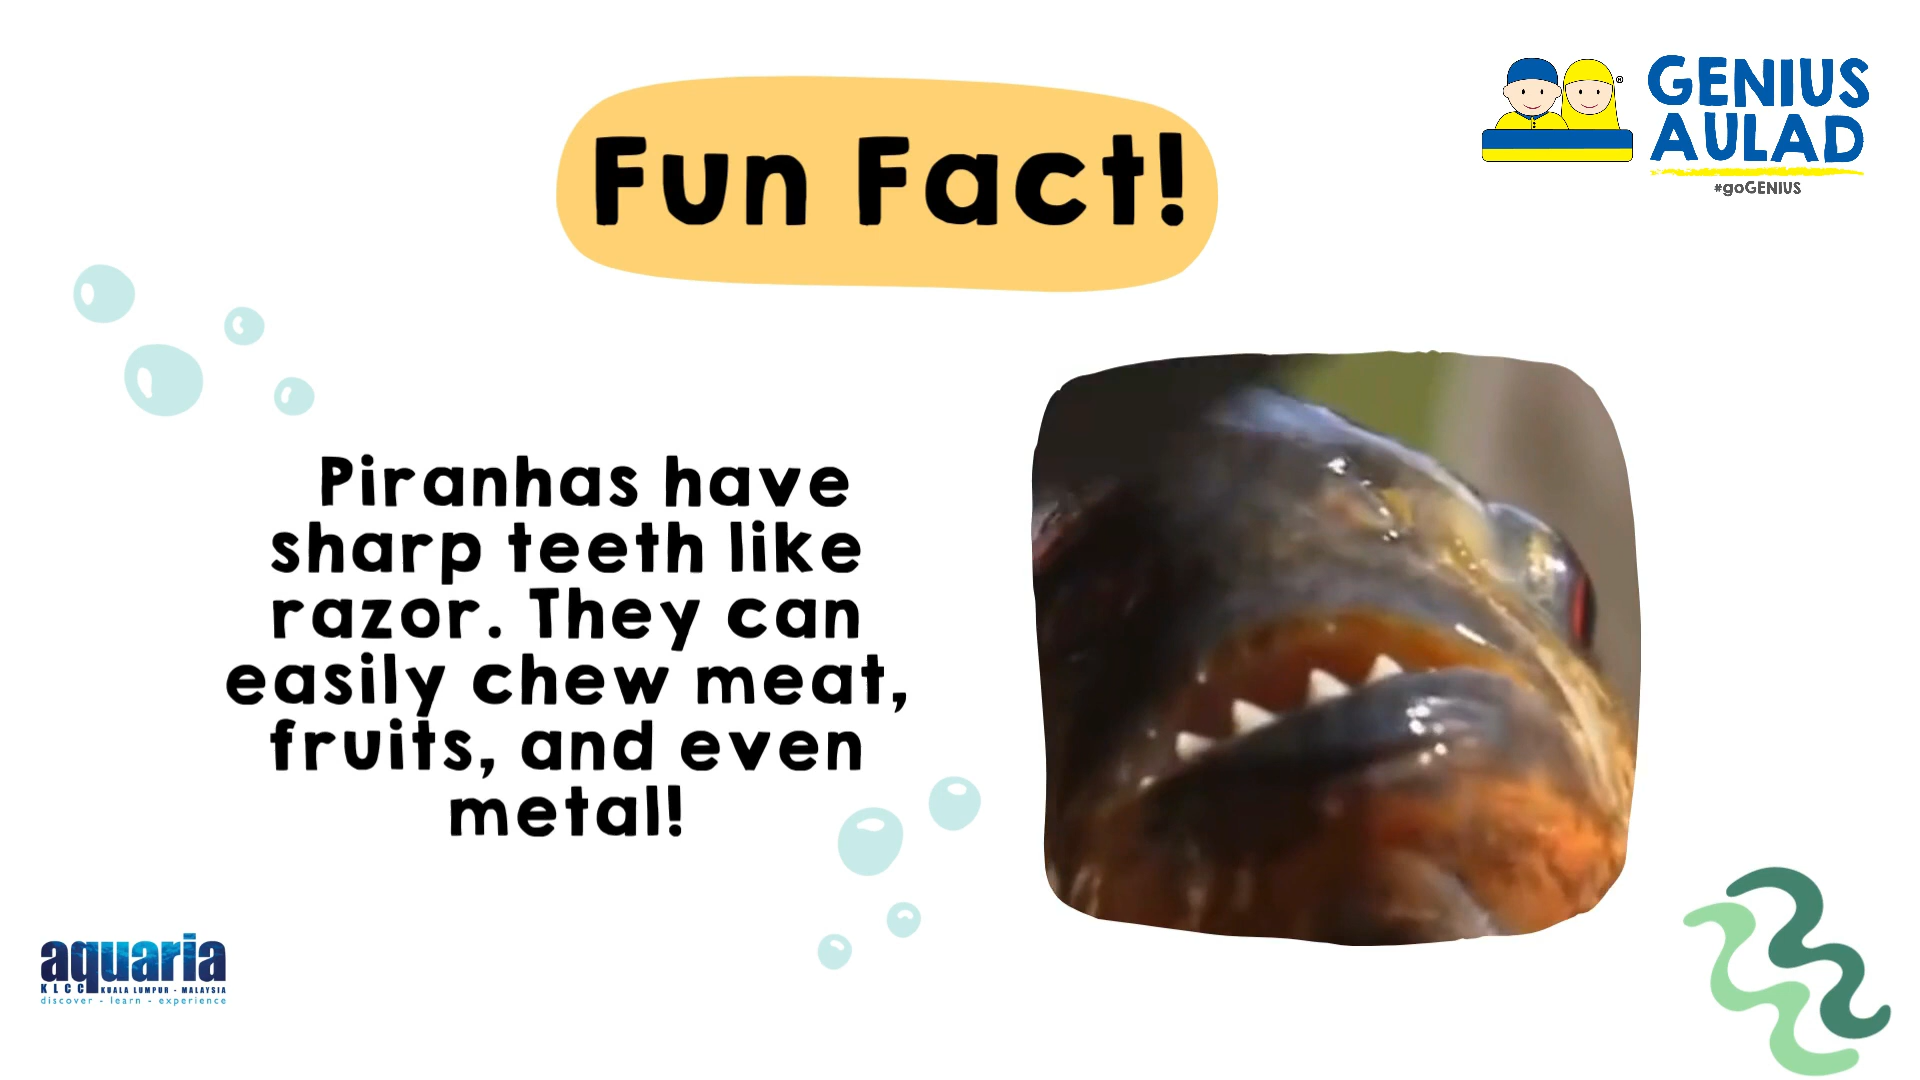 Fun Fact!
GENIUS
AULAD
#goGENIUS
®
Piranhas have
sharp teeth like
razor. They can
easily chew meat,
fruits, and even
metal!
aquaria
KLCC KUALA LUMPUR - MALAYSIA
discover - learn - experience